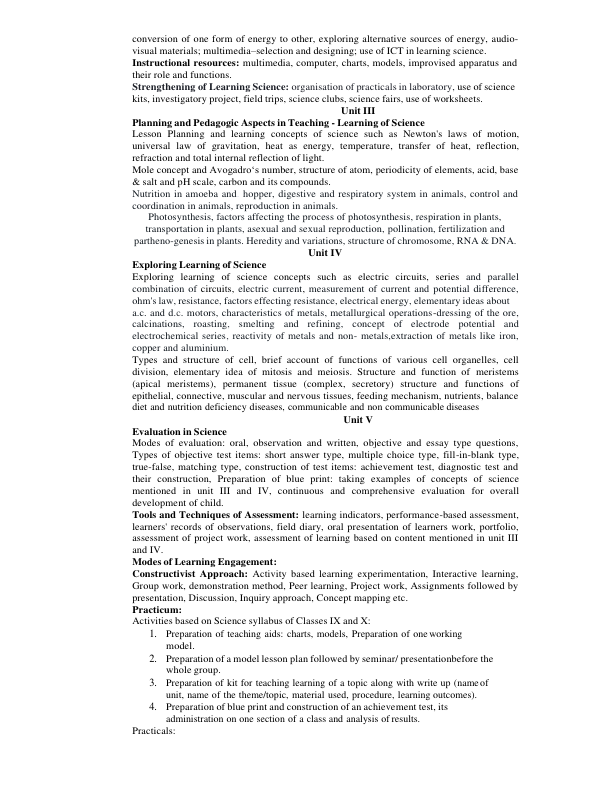 conversion of one form of energy to other, exploring alternative sources of energy, audio-
visual materials; multimedia–selection and designing; use of ICT in learning science.
Instructional resources: multimedia, computer, charts, models, improvised apparatus and
their role and functions.
Strengthening of Learning Science: organisation of practicals in laboratory, use of science
kits, investigatory project, field trips, science clubs, science fairs, use of worksheets.
Unit III
Planning and Pedagogic Aspects in Teaching - Learning of Science
Lesson Planning and learning concepts of science such as Newton's laws of motion,
universal law of gravitation, heat as energy, temperature, transfer of heat, reflection,
refraction and total internal reflection of light.
Mole concept and Avogadro's number, structure of atom, periodicity of elements, acid, base
& salt and pH scale, carbon and its compounds.
Nutrition in amoeba and hopper, digestive and respiratory system in animals, control and
coordination in animals, reproduction in animals.
Photosynthesis, factors affecting the process of photosynthesis, respiration in plants,
transportation in plants, asexual and sexual reproduction, pollination, fertilization and
partheno-genesis in plants. Heredity and variations, structure of chromosome, RNA & DNA.
Unit IV
Exploring Learning of Science
Exploring learning of science concepts such as electric circuits, series and parallel
combination of circuits, electric current, measurement of current and potential difference,
ohm's law, resistance, factors effecting resistance, electrical energy, elementary ideas about
a.c. and d.c. motors, characteristics of metals, metallurgical operations-dressing of the ore,
calcinations, roasting, smelting and refining, concept of electrode potential and
electrochemical series, reactivity of metals and non- metals,extraction of metals like iron,
copper and aluminium.
Types and structure of cell, brief account of functions of various cell organelles, cell
division, elementary idea of mitosis and meiosis. Structure and function of meristems
(apical meristems), permanent tissue (complex, secretory) structure and functions of
epithelial, connective, muscular and nervous tissues, feeding mechanism, nutrients, balance
diet and nutrition deficiency diseases, communicable and non communicable diseases
Unit V
Evaluation in Science
Modes of evaluation: oral, observation and written, objective and essay type questions,
Types of objective test items: short answer type, multiple choice type, fill-in-blank type,
true-false, matching type, construction of test items: achievement test, diagnostic test and
their construction, Preparation of blue print: taking examples of concepts of science
mentioned in unit III and IV, continuous and comprehensive evaluation for overall
development of child.
Tools and Techniques of Assessment: learning indicators, performance-based assessment,
learners' records of observations, field diary, oral presentation of learners work, portfolio,
assessment of project work, assessment of learning based on content mentioned in unit III
and IV.
Modes of Learning Engagement:
Constructivist Approach: Activity based learning experimentation, Interactive learning,
Group work, demonstration method, Peer learning, Project work, Assignments followed by
presentation, Discussion, Inquiry approach, Concept mapping etc.
Practicum:
Activities based on Science syllabus of Classes IX and X:
1. Preparation of teaching aids: charts, models, Preparation of one working
model.
2. Preparation of a model lesson plan followed by seminar/ presentationbefore the
whole group.
3. Preparation of kit for teaching learning of a topic along with write up (name of
unit, name of the theme/topic, material used, procedure, learning outcomes).
4. Preparation of blue print and construction of an achievement test, its
administration on one section of a class and analysis of results.
Practicals: